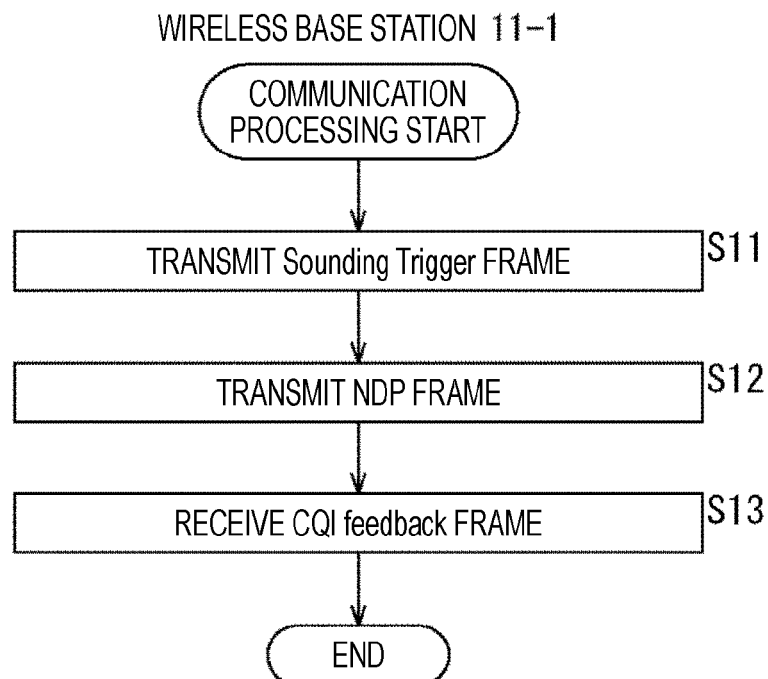 WIRELESS BASE STATION 11-1
COMMUNICATION
PROCESSING START
TRANSMIT Sounding Trigger FRAME
S11
TRANSMIT NDP FRAME
S12
RECEIVE CQI feedback FRAME
S13
END